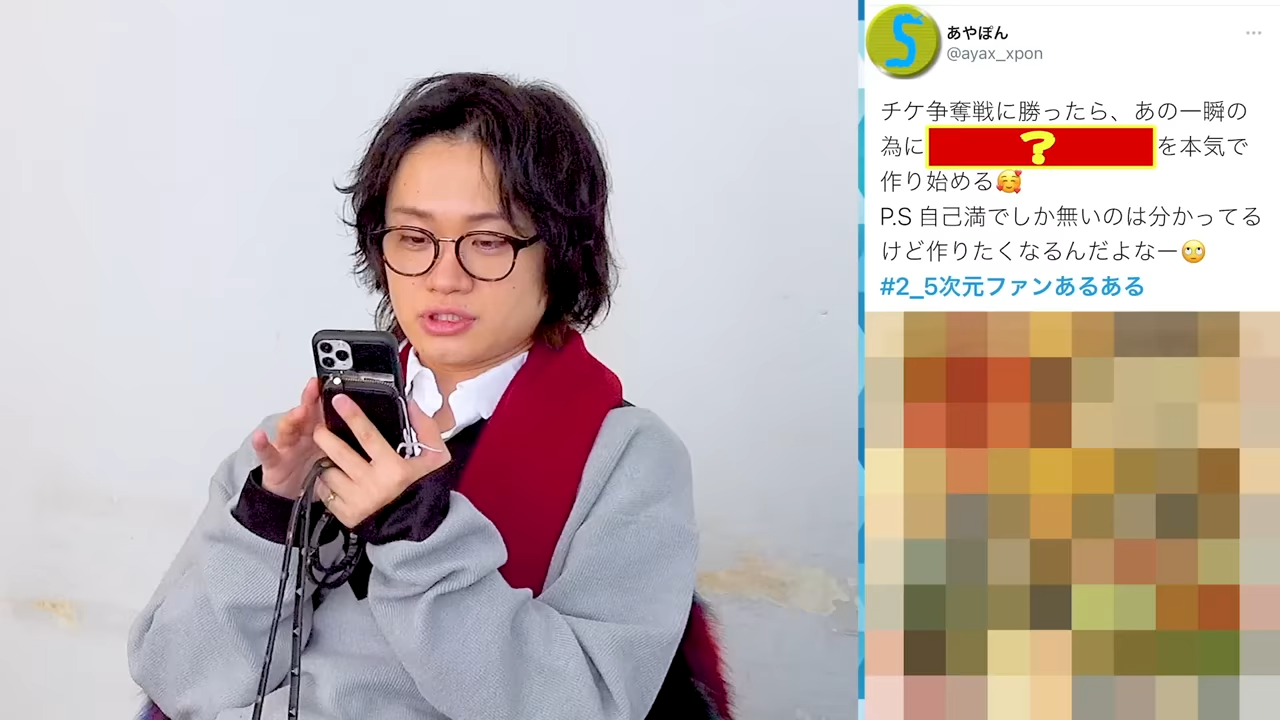 あやぽん
@ayax_xpon
チケ争奪戦に勝ったら、あの一瞬の
為に ? を本気で
作り始める🥰
P.S 自己満でしか無いのは分かってる
けど作りたくなるんだよなー🙄
#2_5次元ファンあるある